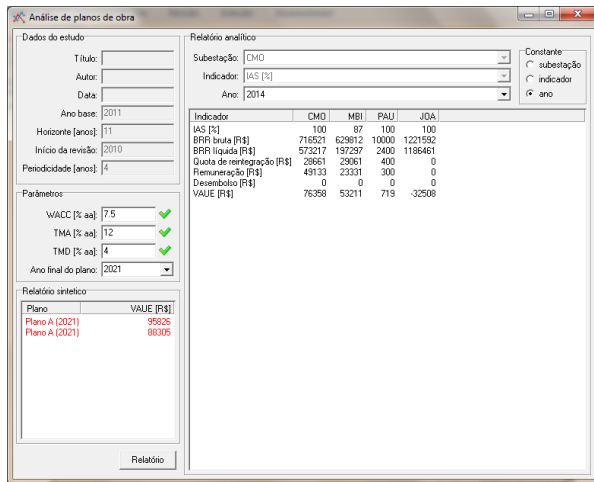 Análise de planos de obra
Dados do estudo
Título:
Autor:
Data:
Ano base: 2011
Horizonte [anos]: 11
Início da revisão: 2010
Periodicidade [anos]: 4
Parâmetros
WACC [% aa]: 7.5
TMA [% aa]: 12
TMD [% aa]: 4
Ano final do plano: 2021
Relatório sintetico
Plano VAUE [R$]
Plano A (2021) 95826
Plano A (2021) 88305
Relatório
Relatório analítico
Subestação: CMO
Indicador: IAS [%]
Ano: 2014
Constante
subestação
indicador
ano
Indicador CMO MBI PAU JOA
IAS [%] 100 87 100 100
BRR bruta [R$] 716521 629812 10000 1221592
BRR líquida [R$] 573217 197297 2400 1186461
Quota de reintegração [R$] 28661 29061 400 0
Remuneração [R$] 49133 23331 300 0
Desembolso [R$] 0 0 0 0
VAUE [R$] 76358 53211 719 -32508